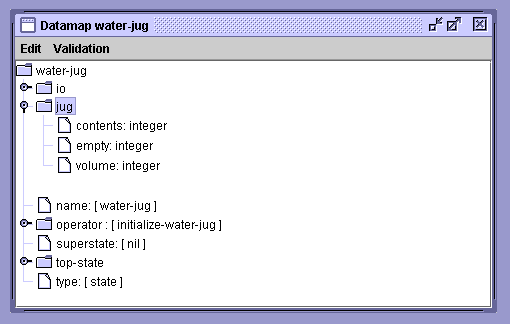 Datamap water-jug
Edit Validation
water-jug
io
jug
contents: integer
empty: integer
volume: integer
name: [ water-jug ]
operator : [ initialize-water-jug ]
superstate: [ nil ]
top-state
type: [ state ]